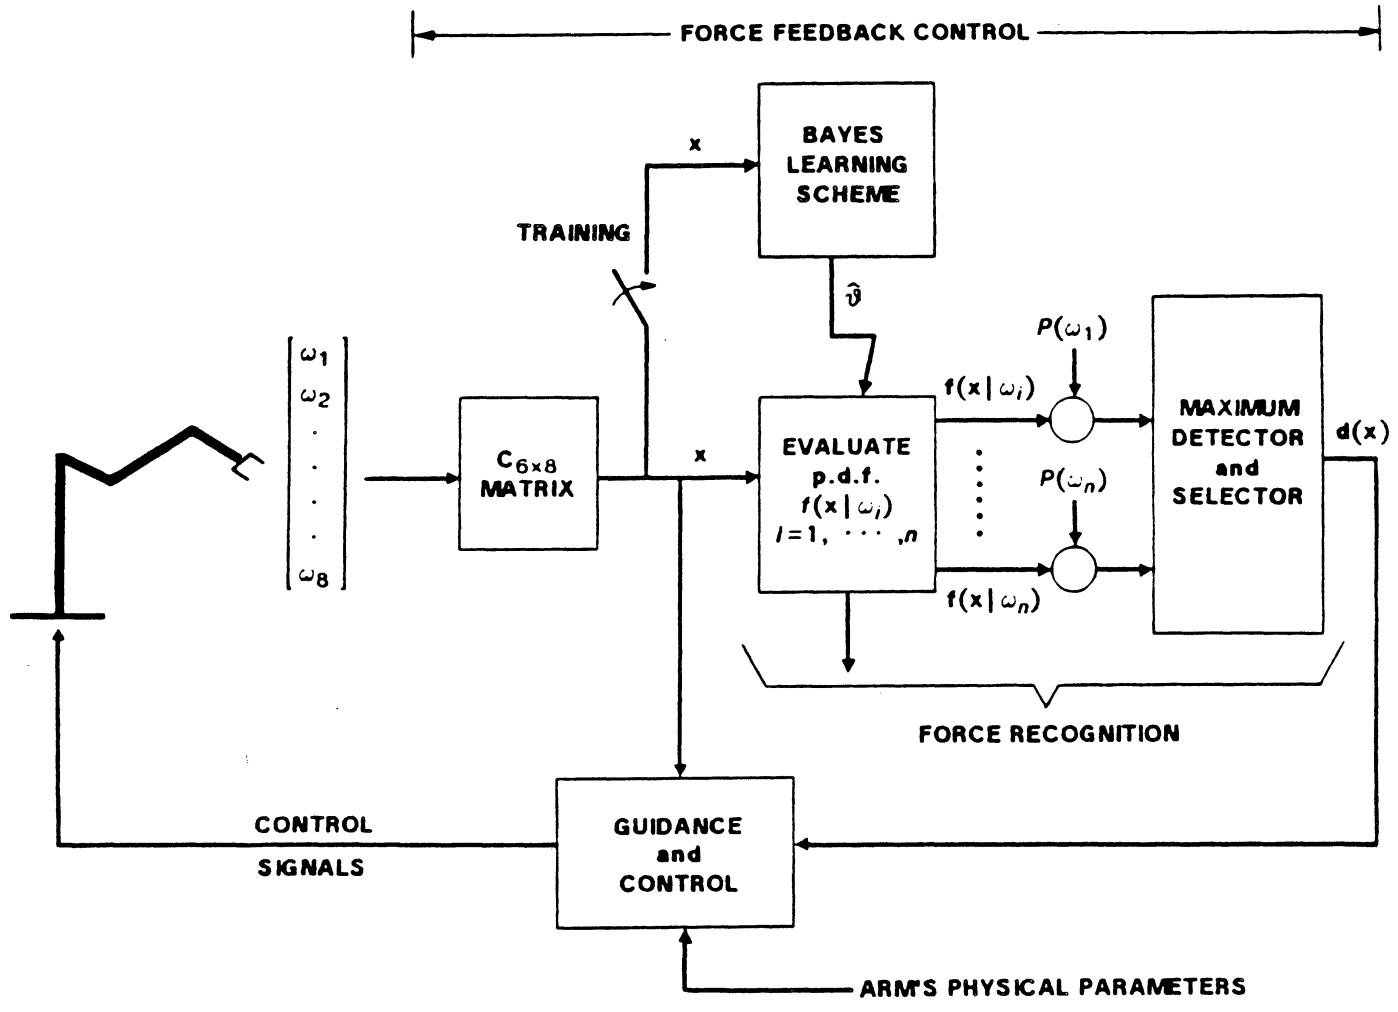 FORCE FEEDBACK CONTROL
BAYES
LEARNING
SCHEME
x
TRAINING
ϑ̂
ω1
ω2
.
.
.
.
ω8
C6×8
MATRIX
x
EVALUATE
p.d.f.
f(x|ωi)
i=1, ··· ,n
f(x|ωi)
P(ω1)
P(ωn)
f(x|ωn)
MAXIMUM
DETECTOR
and
SELECTOR
d(x)
FORCE RECOGNITION
CONTROL
SIGNALS
GUIDANCE
and
CONTROL
ARM'S PHYSICAL PARAMETERS